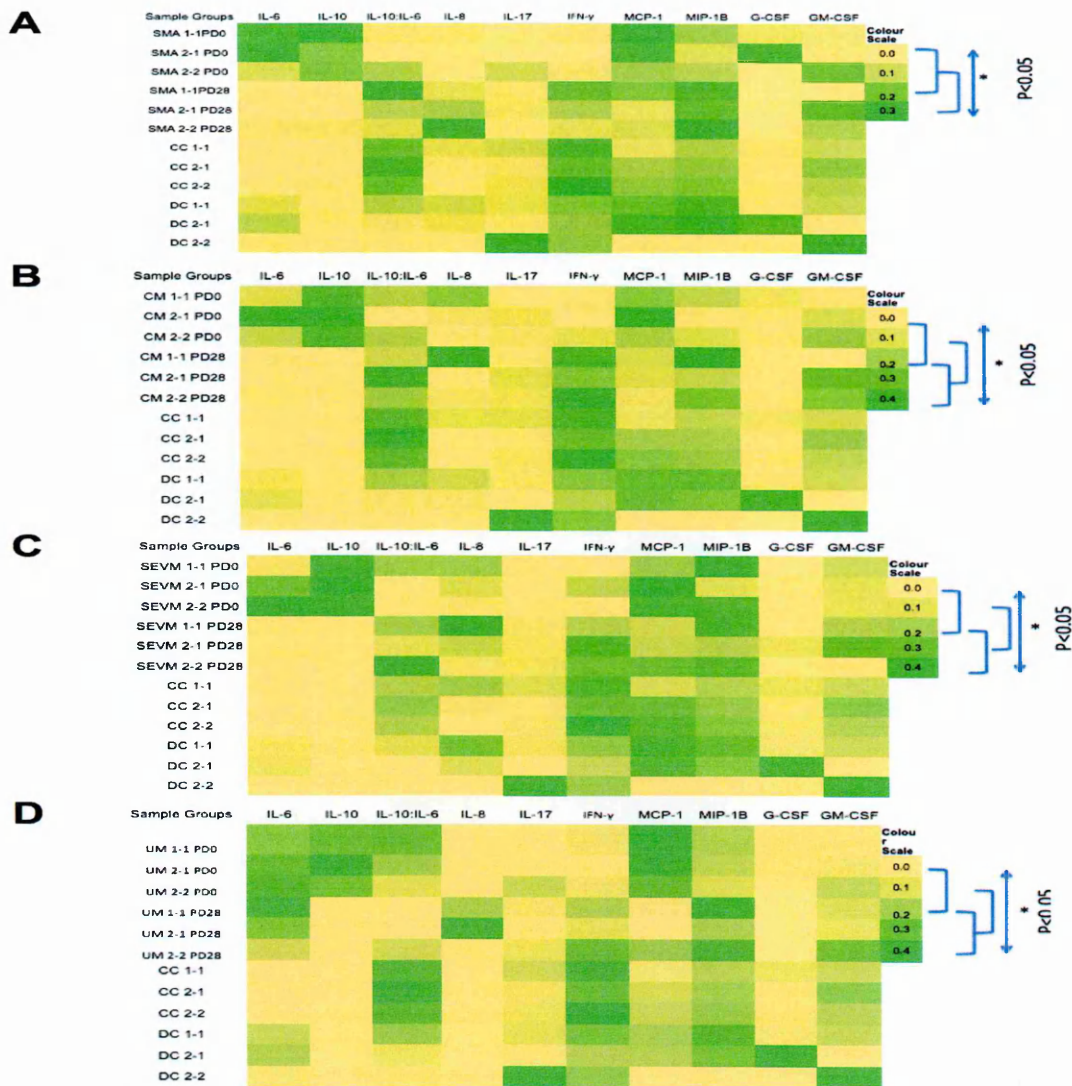 A
Sample Groups IL-6 IL-10 IL-10:IL-6 IL-8 IL-17 IFN-γ MCP-1 MIP-1B G-CSF GM-CSF
SMA 1-1PD0
SMA 2-1 PD0
SMA 2-2 PD0
SMA 1-1PD28
SMA 2-1 PD28
SMA 2-2 PD28
CC 1-1
CC 2-1
CC 2-2
DC 1-1
DC 2-1
DC 2-2
Colour
Scale
0.0
0.1
0.2
0.3
*
P<0.05
B
Sample Groups IL-6 IL-10 IL-10:IL-6 IL-8 IL-17 IFN-γ MCP-1 MIP-1B G-CSF GM-CSF
CM 1-1 PD0
CM 2-1 PD0
CM 2-2 PD0
CM 1-1 PD28
CM 2-1 PD28
CM 2-2 PD28
CC 1-1
CC 2-1
CC 2-2
DC 1-1
DC 2-1
DC 2-2
Colour
Scale
0.0
0.1
0.2
0.3
0.4
*
P<0.05
C
Sample Groups IL-6 IL-10 IL-10:IL-6 IL-8 IL-17 IFN-γ MCP-1 MIP-1B G-CSF GM-CSF
SEVM 1-1 PD0
SEVM 2-1 PD0
SEVM 2-2 PD0
SEVM 1-1 PD28
SEVM 2-1 PD28
SEVM 2-2 PD28
CC 1-1
CC 2-1
CC 2-2
DC 1-1
DC 2-1
DC 2-2
Colour
Scale
0.0
0.1
0.2
0.3
0.4
*
P<0.05
D
Sample Groups IL-6 IL-10 IL-10:IL-6 IL-8 IL-17 IFN-γ MCP-1 MIP-1B G-CSF GM-CSF
UM 1-1 PD0
UM 2-1 PD0
UM 2-2 PD0
UM 1-1 PD28
UM 2-1 PD28
UM 2-2 PD28
CC 1-1
CC 2-1
CC 2-2
DC 1-1
DC 2-1
DC 2-2
Colou
r
Scale
0.0
0.1
0.2
0.3
0.4
*
P<0.05